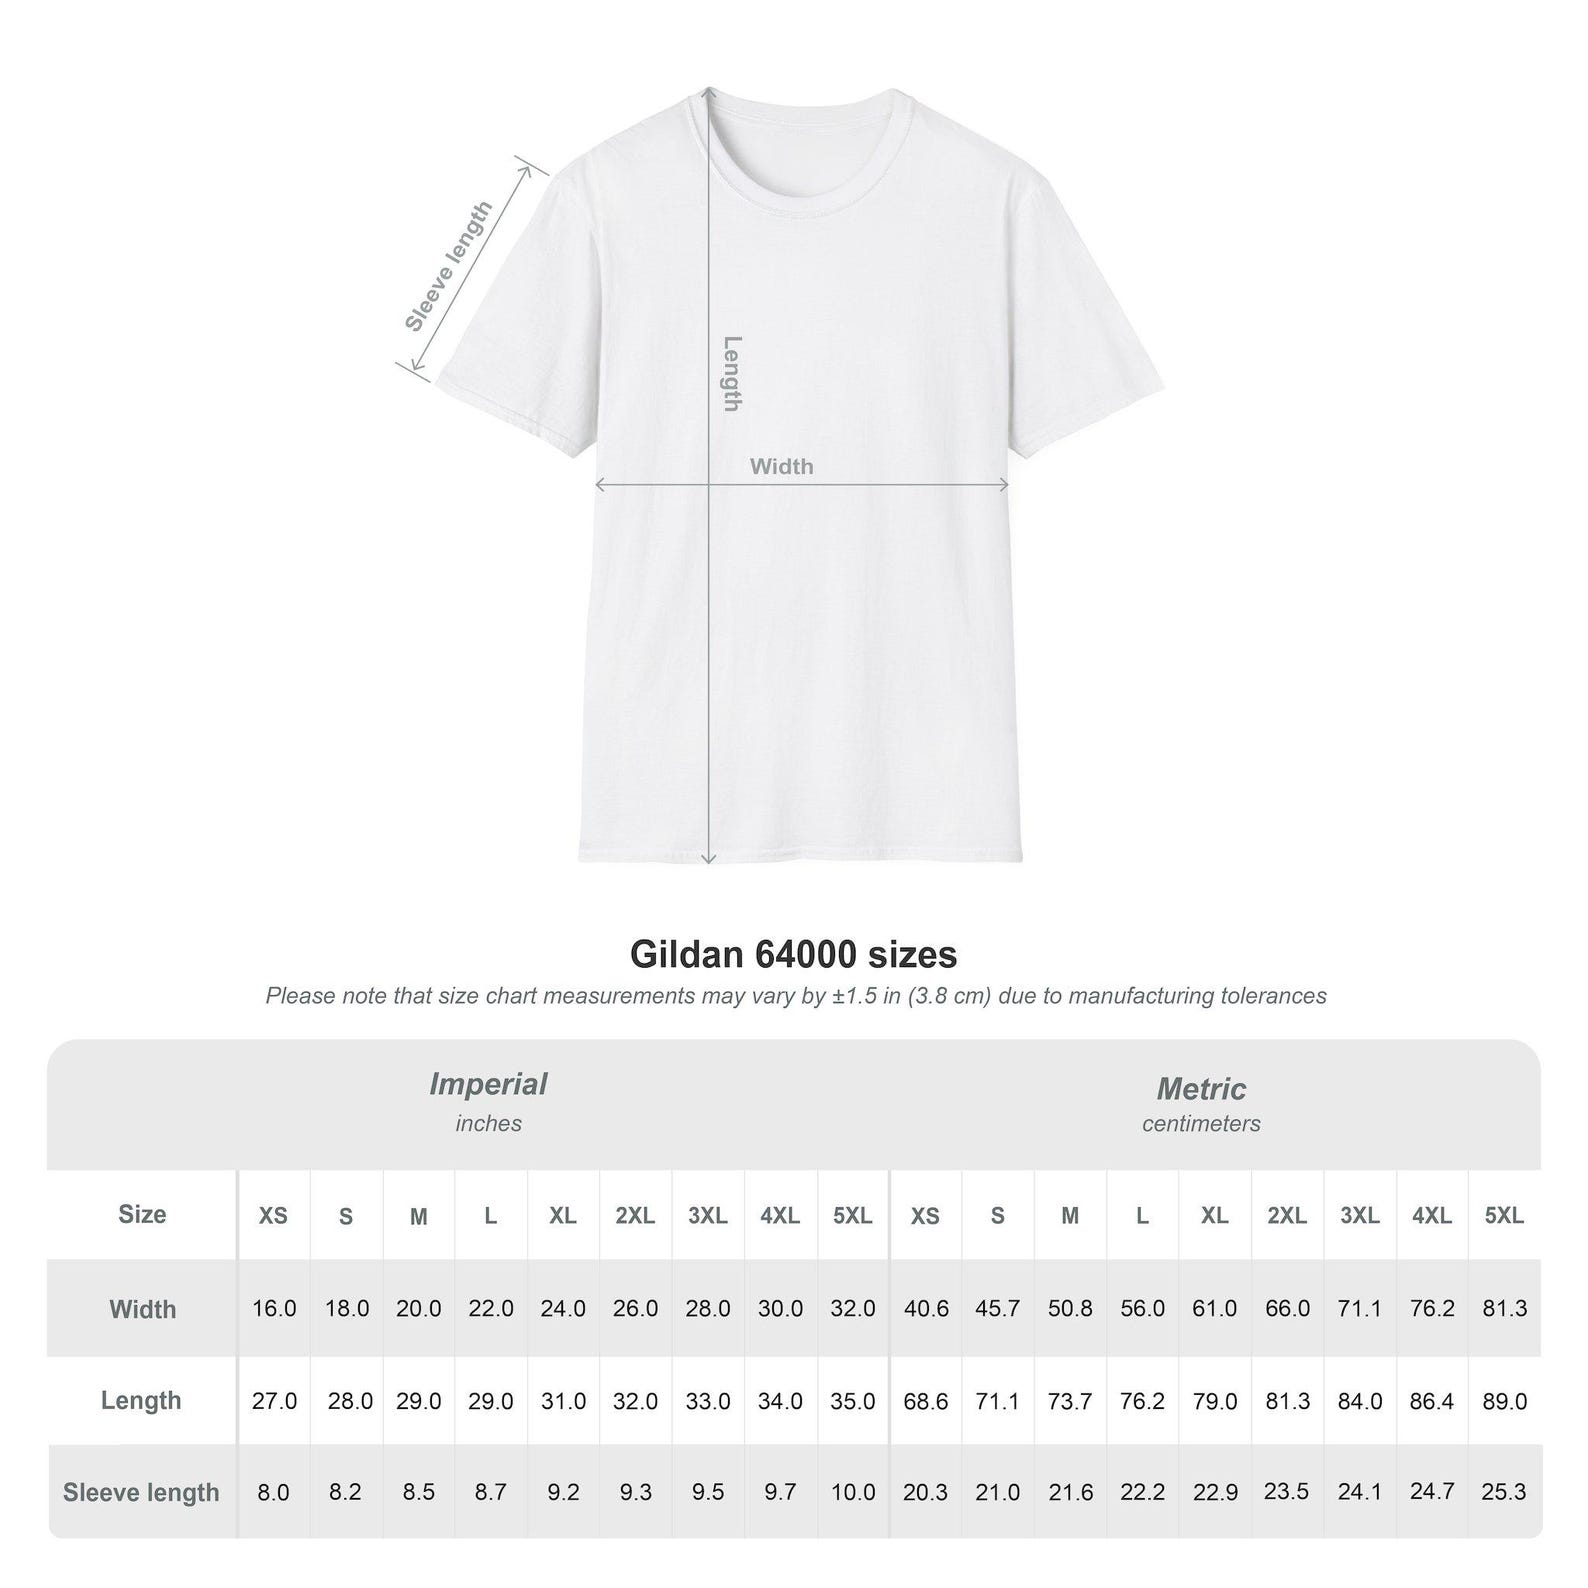 Sleeve length
Length
Width
Gildan 64000 sizes
Please note that size chart measurements may vary by ±1.5 in (3.8 cm) due to manufacturing tolerances
Imperial Metric
inches centimeters
Size XS S M L XL 2XL 3XL 4XL 5XL XS S M L XL 2XL 3XL 4XL 5XL
Width 16.0 18.0 20.0 22.0 24.0 26.0 28.0 30.0 32.0 40.6 45.7 50.8 56.0 61.0 66.0 71.1 76.2 81.3
Length 27.0 28.0 29.0 29.0 31.0 32.0 33.0 34.0 35.0 68.6 71.1 73.7 76.2 79.0 81.3 84.0 86.4 89.0
Sleeve length 8.0 8.2 8.5 8.7 9.2 9.3 9.5 9.7 10.0 20.3 21.0 21.6 22.2 22.9 23.5 24.1 24.7 25.3